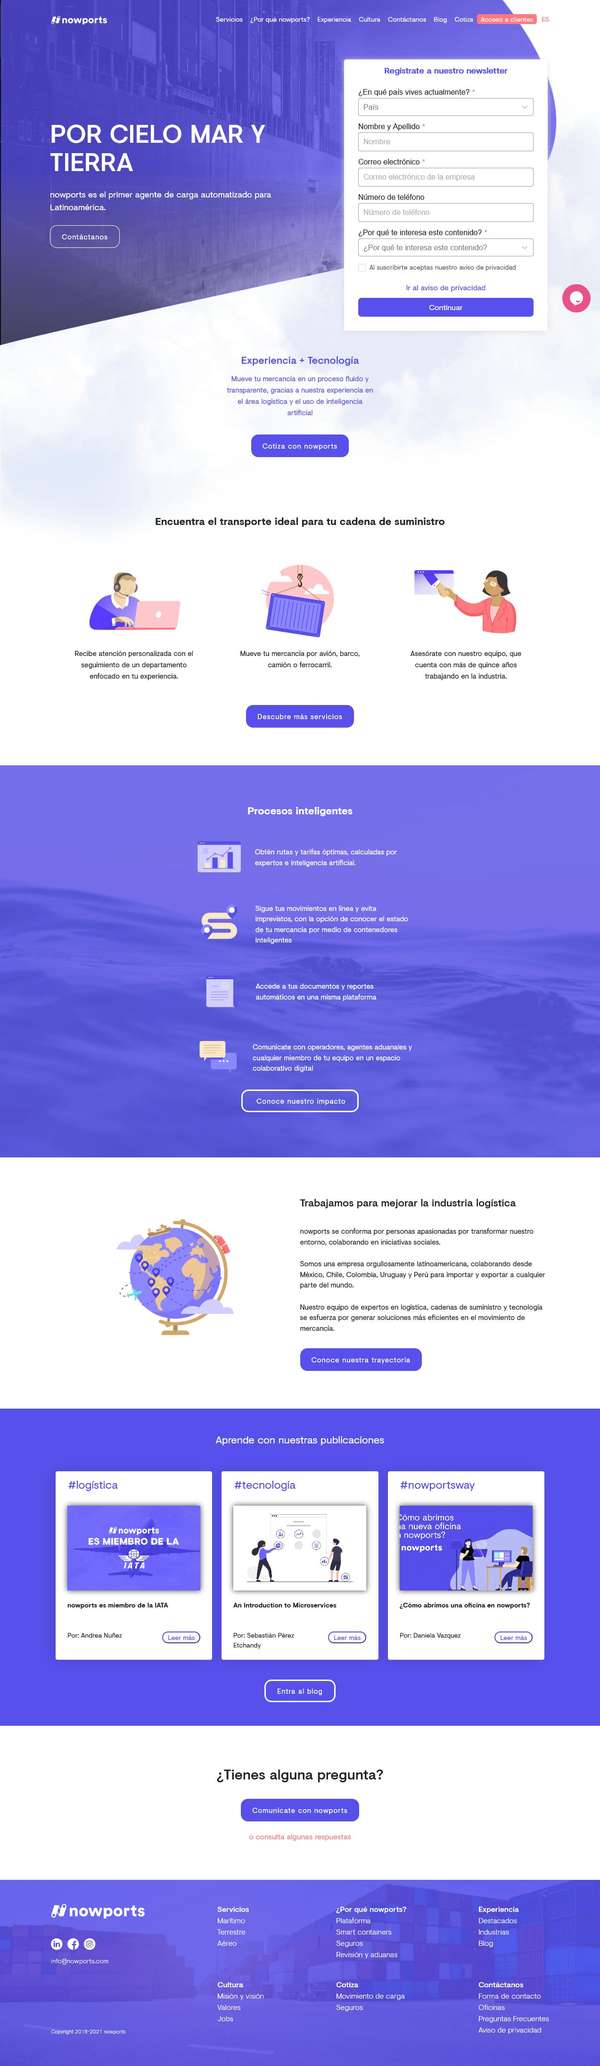 nowports
Servicios ¿Por qué nowports? Experiencia Cultura Contáctanos Blog Cotiza Acceso a clientes ES
POR CIELO MAR Y
TIERRA
nowports es el primer agente de carga automatizado para
Latinoamérica.
Contáctanos
Regístrate a nuestro newsletter
¿En qué país vives actualmente? *
País
Nombre y Apellido *
Nombre
Correo electrónico *
Correo electrónico de la empresa
Número de teléfono
Número de teléfono
¿Por qué te interesa este contenido? *
¿Por qué te interesa este contenido?
Al suscribirte aceptas nuestro aviso de privacidad
Ir al aviso de privacidad
Continuar
Experiencia + Tecnología
Mueve tu mercancía en un proceso fluido y
transparente, gracias a nuestra experiencia en
el área logística y el uso de inteligencia
artificial
Cotiza con nowports
Encuentra el transporte ideal para tu cadena de suministro
Recibe atención personalizada con el
seguimiento de un departamento
enfocado en tu experiencia.
Mueve tu mercancía por avión, barco,
camión o ferrocarril.
Asesórate con nuestro equipo, que
cuenta con más de quince años
trabajando en la industria.
Descubre más servicios
Procesos inteligentes
Obtén rutas y tarifas óptimas, calculadas por
expertos e inteligencia artificial.
Sigue tus movimientos en línea y evita
imprevistos, con la opción de conocer el estado
de tu mercancía por medio de contenedores
inteligentes
Accede a tus documentos y reportes
automáticos en una misma plataforma
Comunícate con operadores, agentes aduanales y
cualquier miembro de tu equipo en un espacio
colaborativo digital
Conoce nuestro impacto
Trabajamos para mejorar la industria logística
nowports se conforma por personas apasionadas por transformar nuestro
entorno, colaborando en iniciativas sociales.
Somos una empresa orgullosamente latinoamericana, colaborando desde
México, Chile, Colombia, Uruguay y Perú para importar y exportar a cualquier
parte del mundo.
Nuestro equipo de expertos en logística, cadenas de suministro y tecnología
se esfuerza por generar soluciones más eficientes en el movimiento de
mercancía.
Conoce nuestra trayectoria
Aprende con nuestras publicaciones
#logística
nowports
ES MIEMBRO DE LA
IATA
nowports es miembro de la IATA
Por: Andrea Nuñez
Leer más
#tecnología
An Introduction to Microservices
Por: Sebastián Pérez
Etchandy
Leer más
#nowportsway
Cómo abrimos
una nueva oficina
nowports?
nowports
¿Cómo abrimos una oficina en nowports?
Por: Daniela Vazquez
Leer más
Entra al blog
¿Tienes alguna pregunta?
Comunícate con nowports
o consulta algunas respuestas
nowports
info@nowports.com
Copyright 2018-2021 nowports
Servicios
Marítimo
Terrestre
Aéreo
¿Por qué nowports?
Plataforma
Smart containers
Seguros
Revisión y aduanas
Experiencia
Destacados
Industrias
Blog
Cultura
Misión y visión
Valores
Jobs
Cotiza
Movimiento de carga
Seguros
Contáctanos
Forma de contacto
Oficinas
Preguntas Frecuentes
Aviso de privacidad